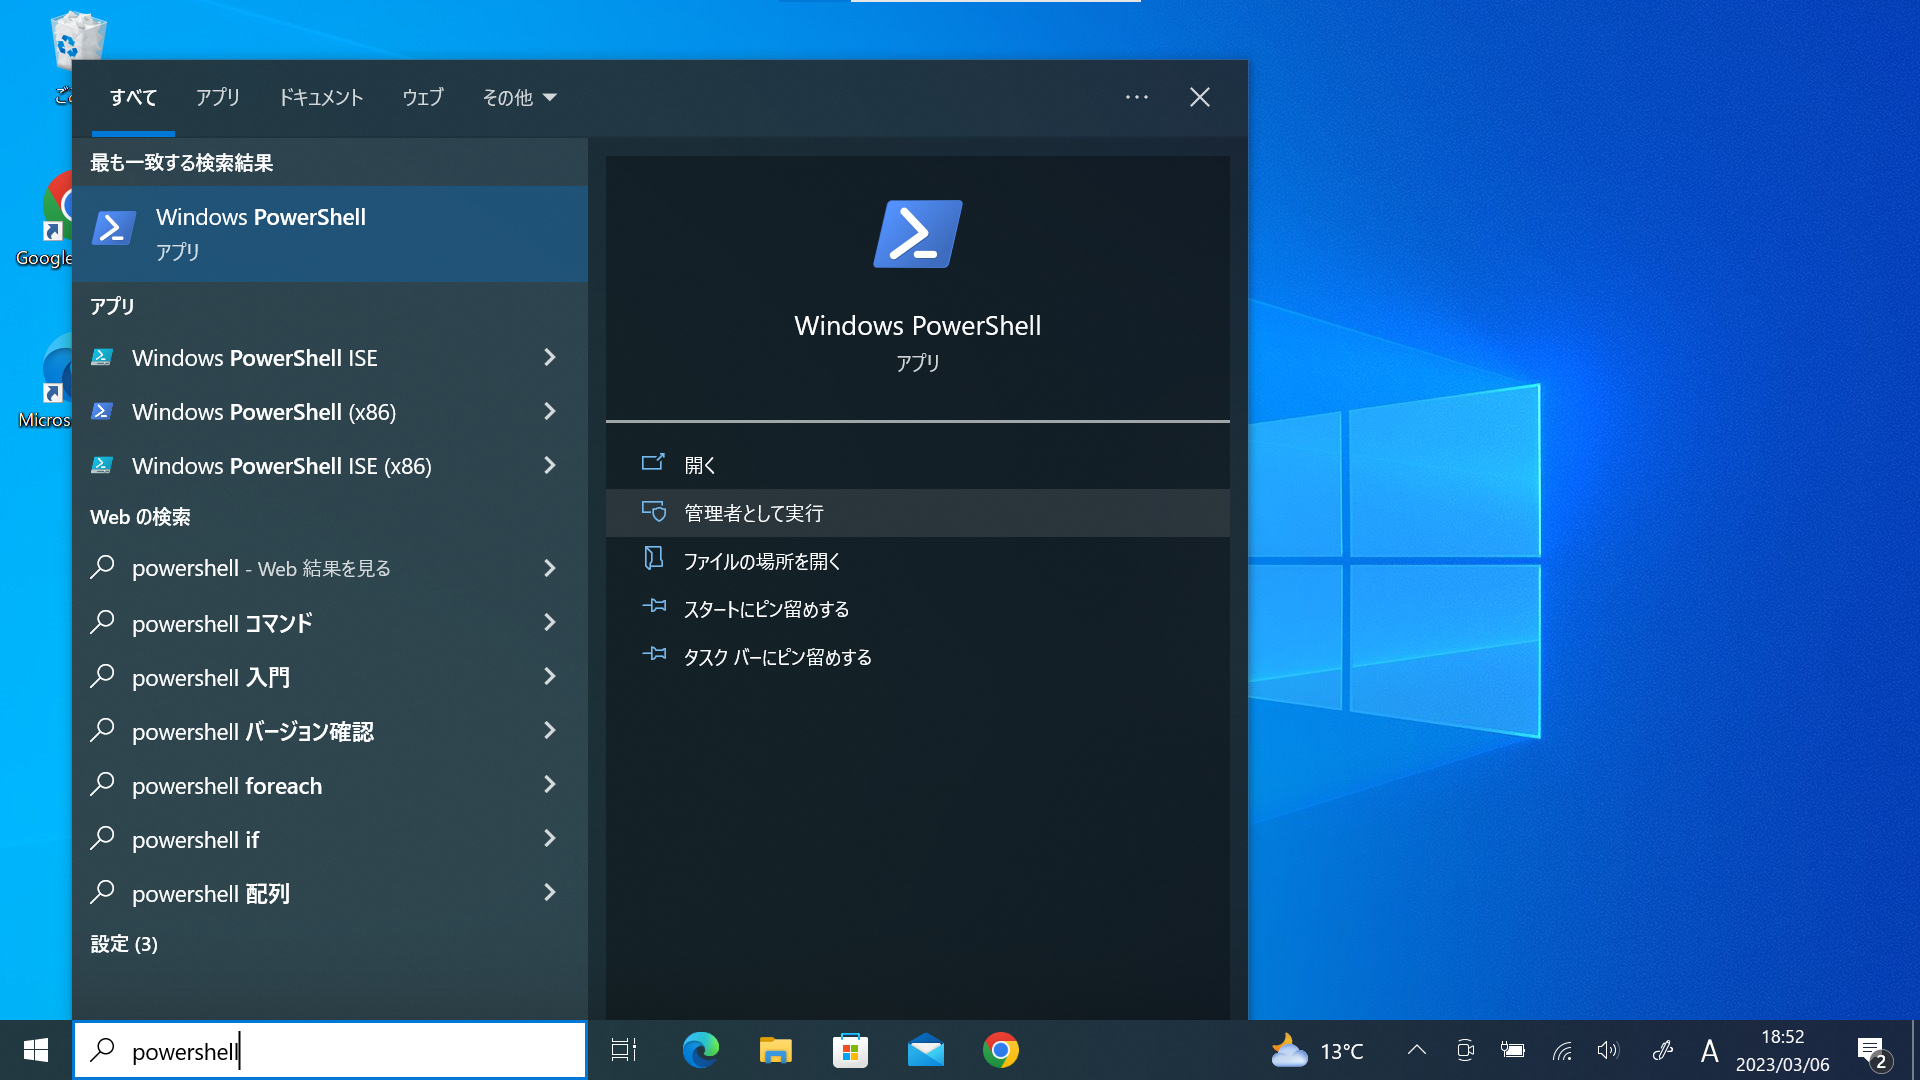 すべて アプリ ドキュメント ウェブ その他
最も一致する検索結果
Windows PowerShell
アプリ
アプリ
Windows PowerShell ISE
Windows PowerShell (x86)
Windows PowerShell ISE (x86)
Web の検索
powershell - Web 結果を見る
powershell コマンド
powershell 入門
powershell バージョン確認
powershell foreach
powershell if
powershell 配列
設定 (3)
Windows PowerShell
アプリ
開く
管理者として実行
ファイルの場所を開く
スタートにピン留めする
タスク バーにピン留めする
Google
Micros
powershell
13°C
A
18:52
2023/03/06
2